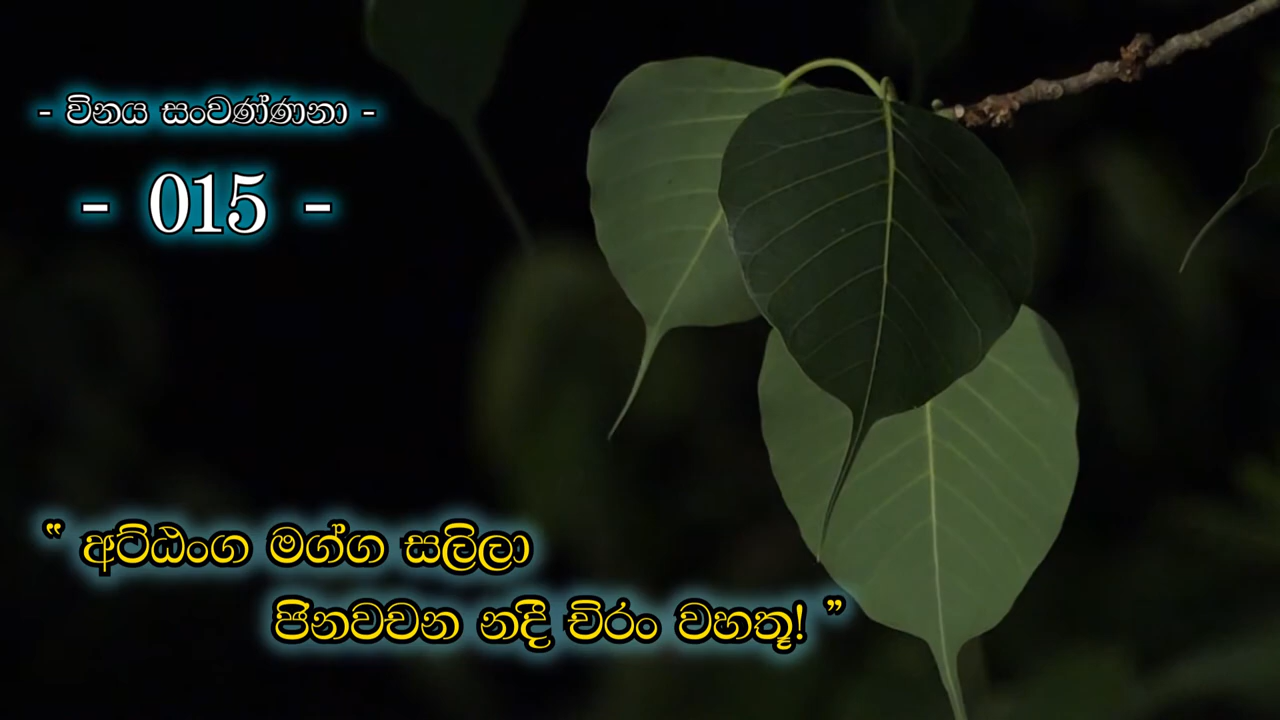 - විනය සංවණ්ණනා -
- 015 -
“ අට්ඨංග මග්ග සලිලා
ජිනවචන නදී චිරං වහතූ! ”